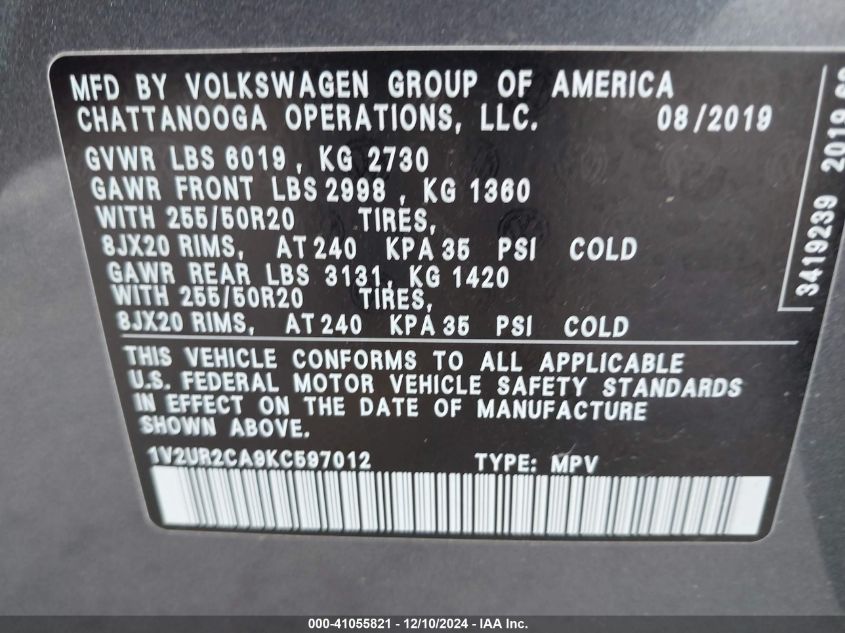 MFD BY VOLKSWAGEN GROUP OF AMERICA
CHATTANOOGA OPERATIONS, LLC. 08/2019
GVWR LBS 6019, KG 2730
GAWR FRONT LBS 2998, KG 1360
WITH 255/50R20 TIRES,
8JX20 RIMS, AT 240 KPA 35 PSI COLD
GAWR REAR LBS 3131, KG 1420
WITH 255/50R20 TIRES,
8JX20 RIMS, AT 240 KPA 35 PSI COLD
THIS VEHICLE CONFORMS TO ALL APPLICABLE
U.S. FEDERAL MOTOR VEHICLE SAFETY STANDARDS
IN EFFECT ON THE DATE OF MANUFACTURE
SHOWN ABOVE.
1V2UR2CA9KC597012 TYPE: MPV
3419239 2019
000-41055821 - 12/10/2024 - IAA Inc.